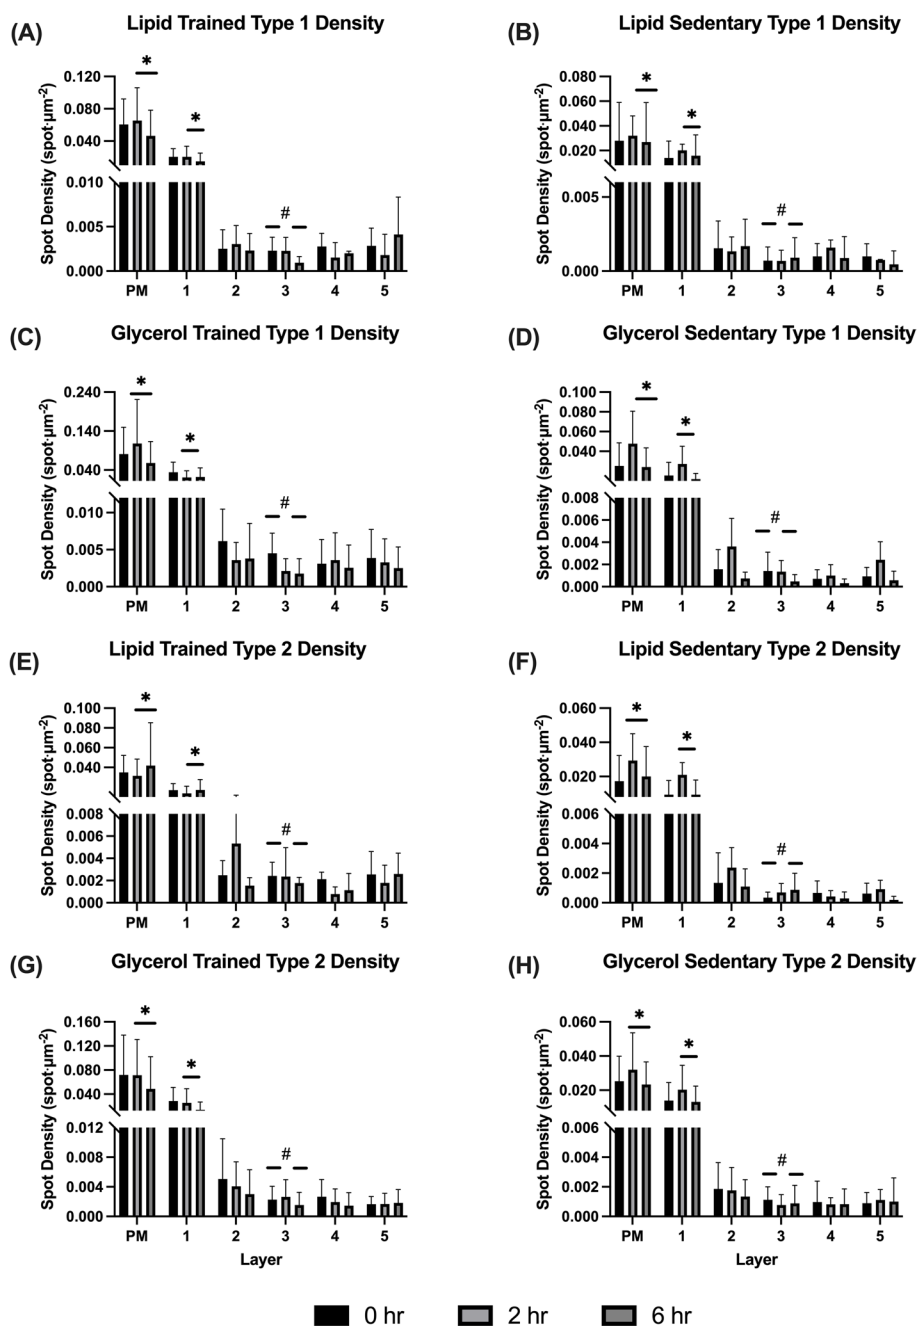 (A) Lipid Trained Type 1 Density
Spot Density (spot·µm⁻²)
0.120
0.080
0.040
0.010
0.005
0.000
* * #
PM 1 2 3 4 5
(B) Lipid Sedentary Type 1 Density
Spot Density (spot·µm⁻²)
0.080
0.060
0.040
0.020
0.005
0.000
* * #
PM 1 2 3 4 5
(C) Glycerol Trained Type 1 Density
Spot Density (spot·µm⁻²)
0.240
0.140
0.040
0.010
0.005
0.000
* * #
PM 1 2 3 4 5
(D) Glycerol Sedentary Type 1 Density
Spot Density (spot·µm⁻²)
0.100
0.080
0.060
0.040
0.008
0.006
0.004
0.002
0.000
* * #
PM 1 2 3 4 5
(E) Lipid Trained Type 2 Density
Spot Density (spot·µm⁻²)
0.100
0.080
0.060
0.040
0.008
0.006
0.004
0.002
0.000
* * #
PM 1 2 3 4 5
(F) Lipid Sedentary Type 2 Density
Spot Density (spot·µm⁻²)
0.060
0.040
0.020
0.006
0.004
0.002
0.000
* * #
PM 1 2 3 4 5
(G) Glycerol Trained Type 2 Density
Spot Density (spot·µm⁻²)
0.160
0.080
0.040
0.012
0.008
0.004
0.000
* * #
PM 1 2 3 4 5
Layer
(H) Glycerol Sedentary Type 2 Density
Spot Density (spot·µm⁻²)
0.060
0.040
0.020
0.006
0.004
0.002
0.000
* * #
PM 1 2 3 4 5
Layer
0 hr 2 hr 6 hr